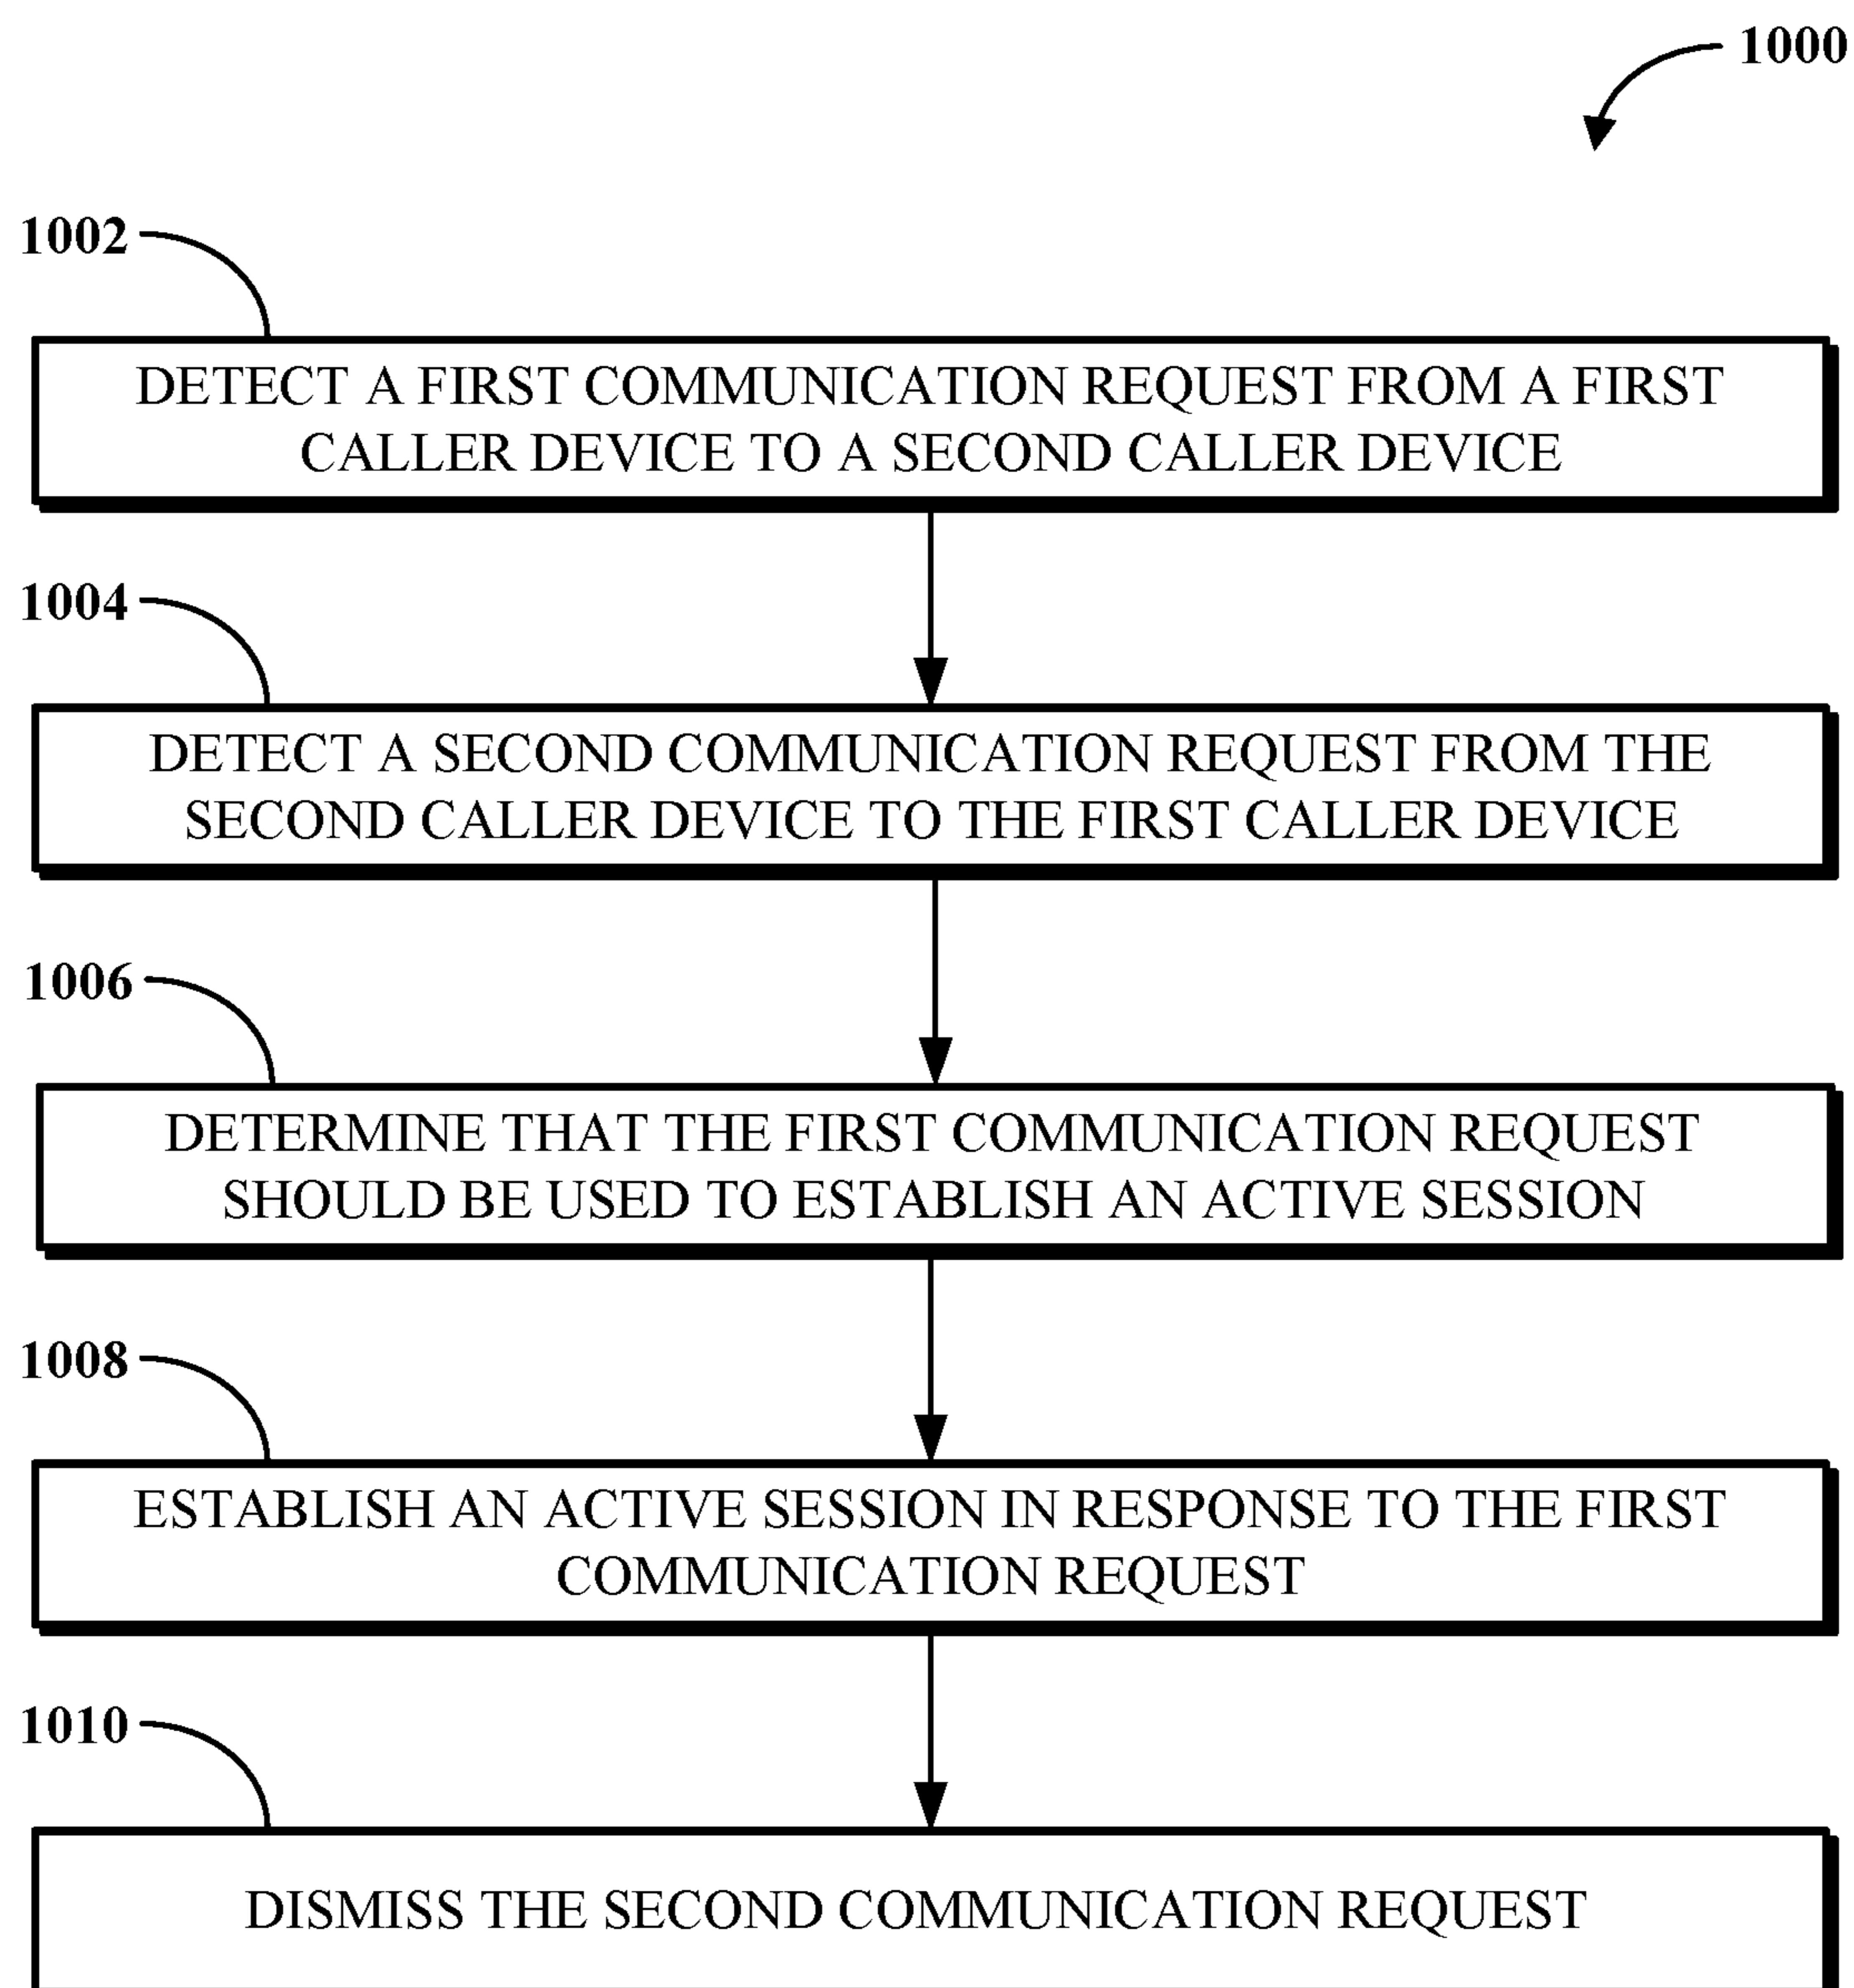 1000
1002
DETECT A FIRST COMMUNICATION REQUEST FROM A FIRST
CALLER DEVICE TO A SECOND CALLER DEVICE
1004
DETECT A SECOND COMMUNICATION REQUEST FROM THE
SECOND CALLER DEVICE TO THE FIRST CALLER DEVICE
1006
DETERMINE THAT THE FIRST COMMUNICATION REQUEST
SHOULD BE USED TO ESTABLISH AN ACTIVE SESSION
1008
ESTABLISH AN ACTIVE SESSION IN RESPONSE TO THE FIRST
COMMUNICATION REQUEST
1010
DISMISS THE SECOND COMMUNICATION REQUEST